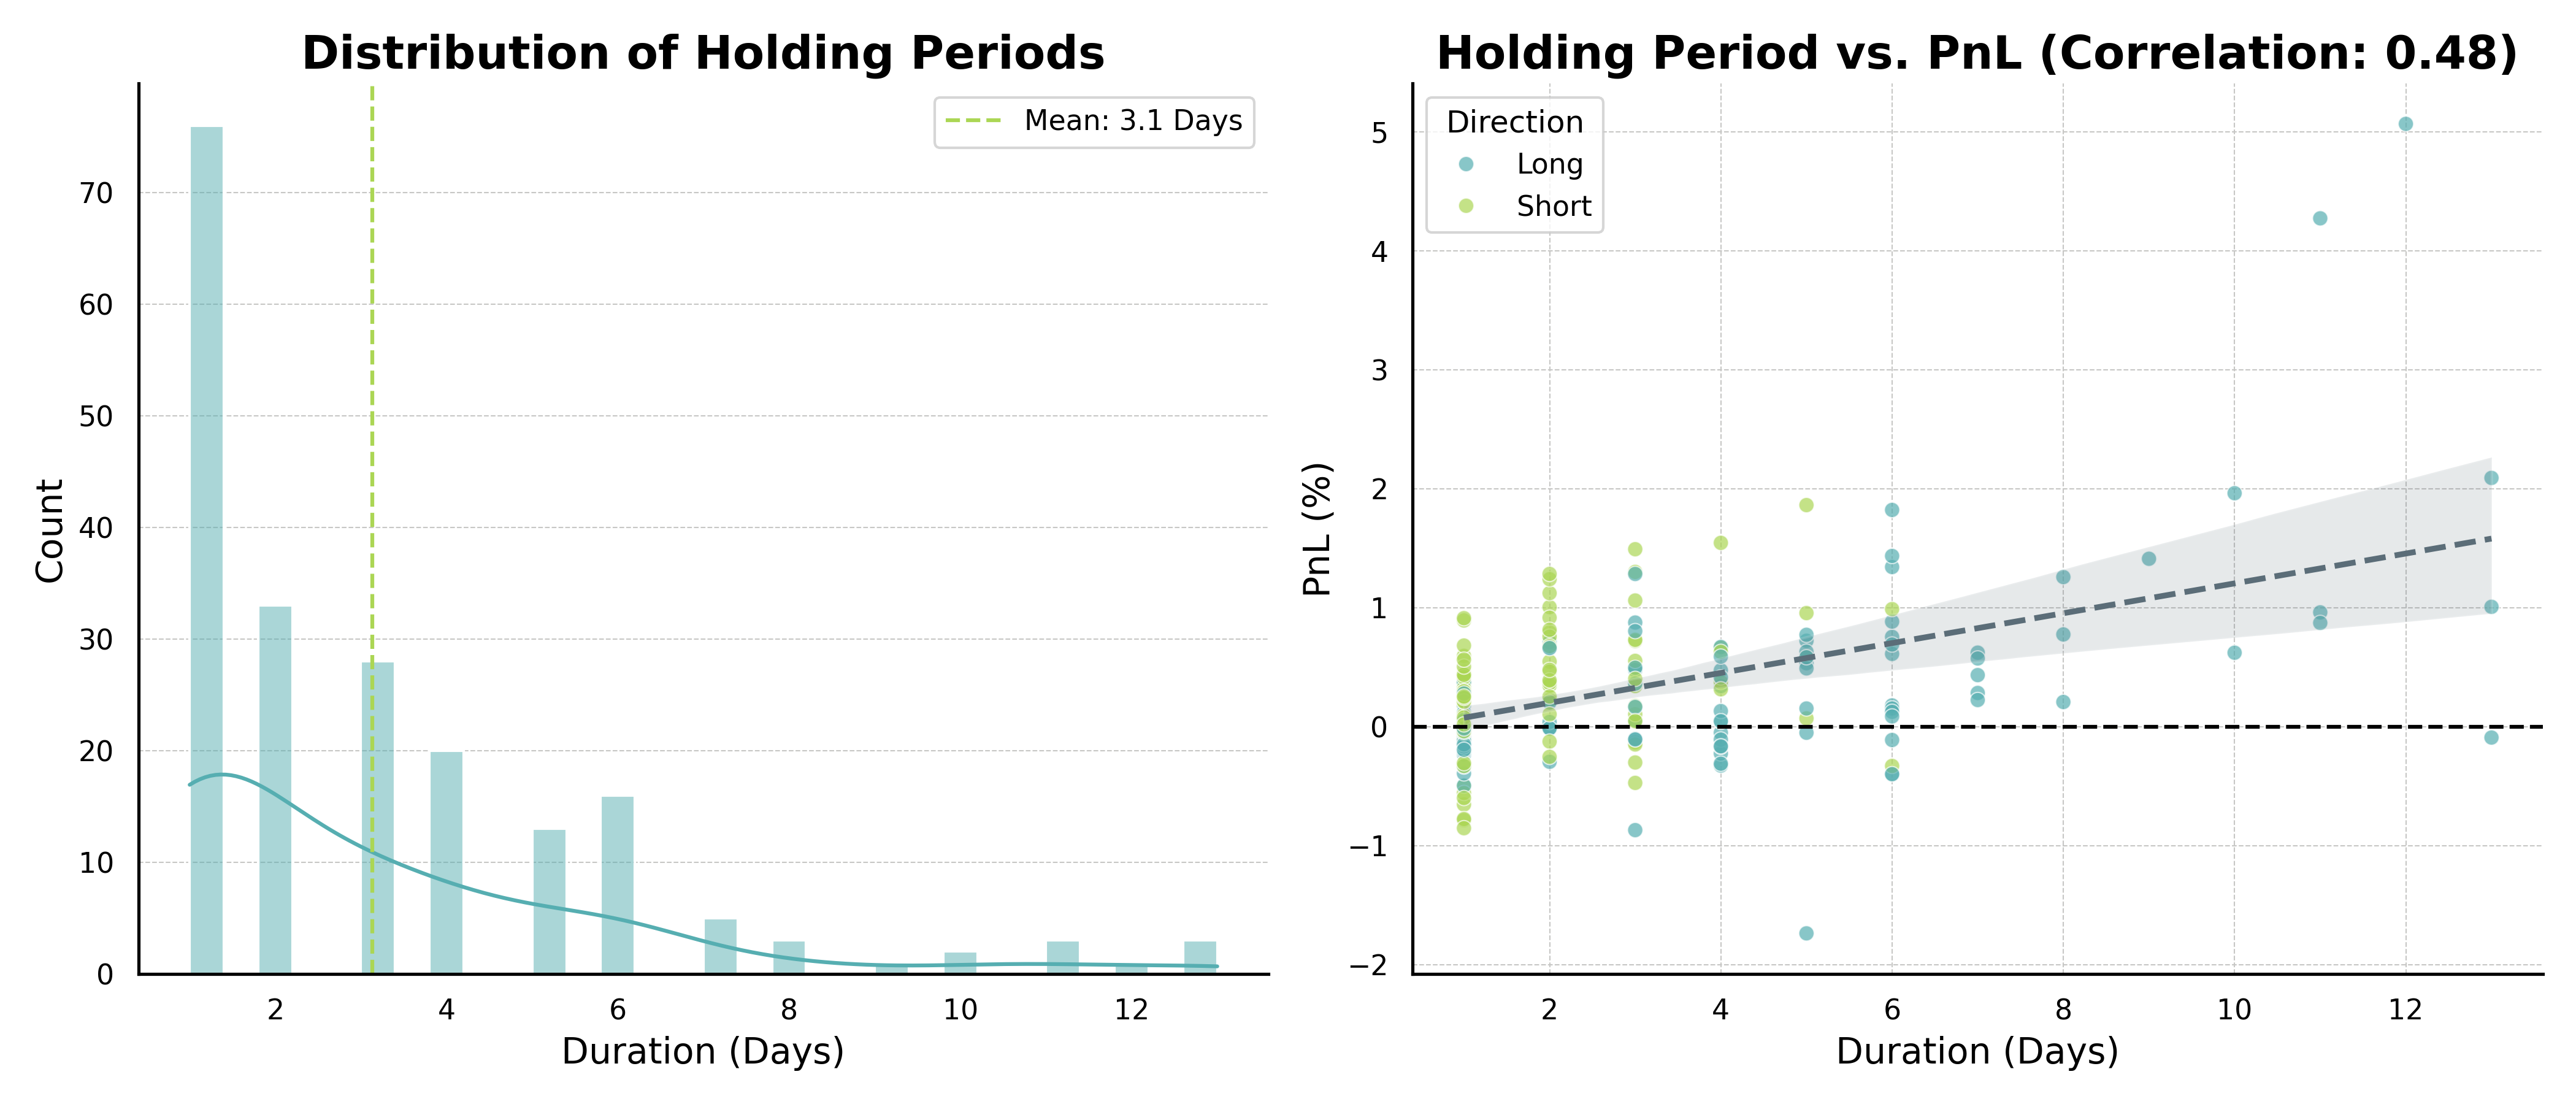 Distribution of Holding Periods
Mean: 3.1 Days
70
60
50
40
30
20
10
0
Count
2 4 6 8 10 12
Duration (Days)
Holding Period vs. PnL (Correlation: 0.48)
Direction
Long
Short
5
4
3
2
1
0
−1
−2
PnL (%)
2 4 6 8 10 12
Duration (Days)